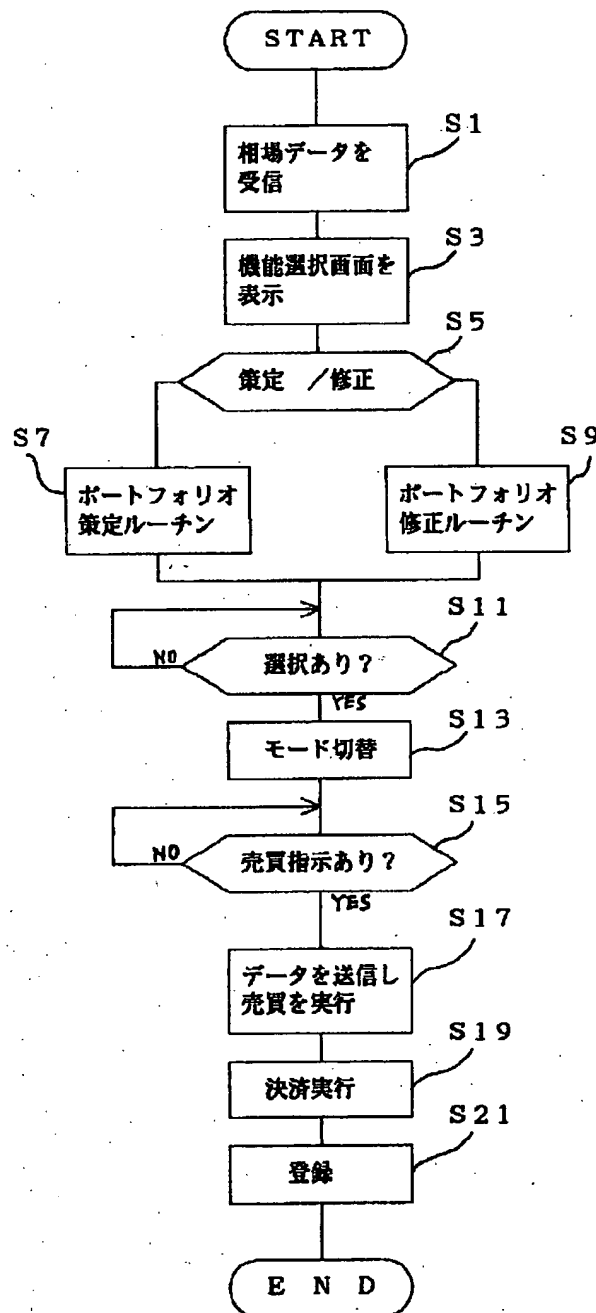 START
S1
相場データを
受信
S3
機能選択画面を
表示
S5
策定 /修正
S7
ポートフォリオ
策定ルーチン
S9
ポートフォリオ
修正ルーチン
S11
選択あり?
NO
YES
S13
モード切替
S15
売買指示あり?
NO
YES
S17
データを送信し
売買を実行
S19
決済実行
S21
登録
END